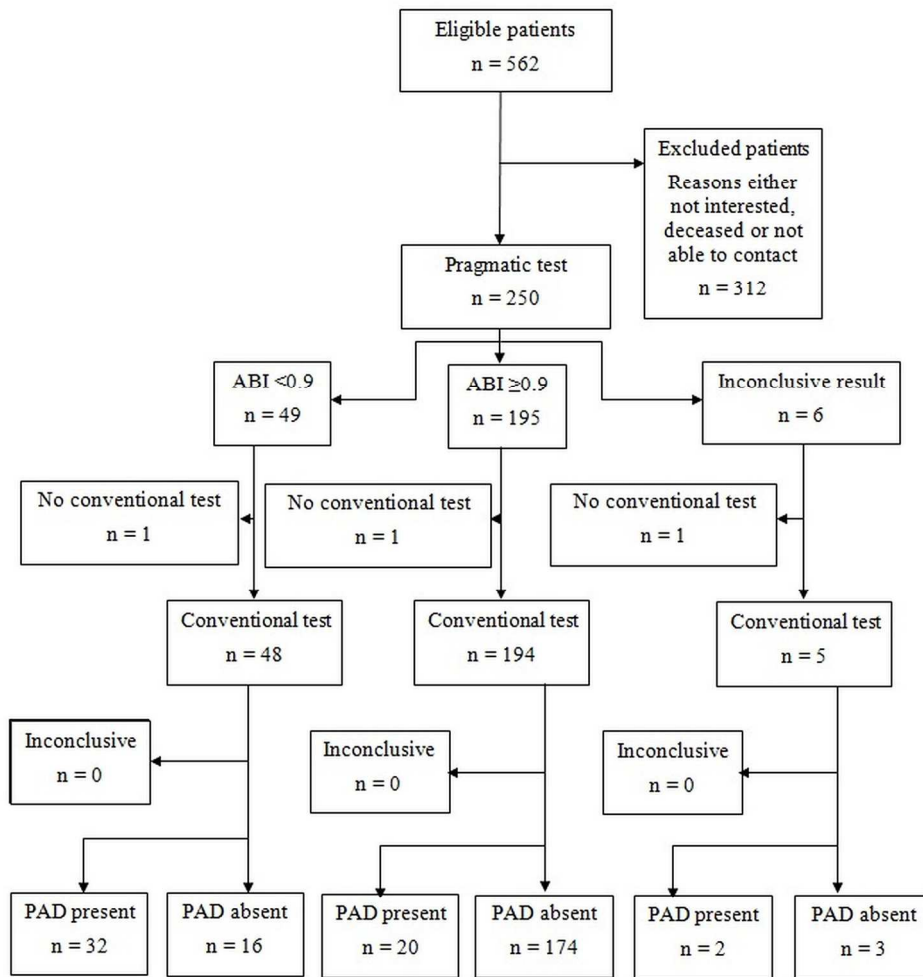 Eligible patients
n = 562
Excluded patients
Reasons either
not interested,
deceased or not
able to contact
n = 312
Pragmatic test
n = 250
ABI <0.9
n = 49
ABI ≥0.9
n = 195
Inconclusive result
n = 6
No conventional test
n = 1
No conventional test
n = 1
No conventional test
n = 1
Conventional test
n = 48
Conventional test
n = 194
Conventional test
n = 5
Inconclusive
n = 0
Inconclusive
n = 0
Inconclusive
n = 0
PAD present
n = 32
PAD absent
n = 16
PAD present
n = 20
PAD absent
n = 174
PAD present
n = 2
PAD absent
n = 3